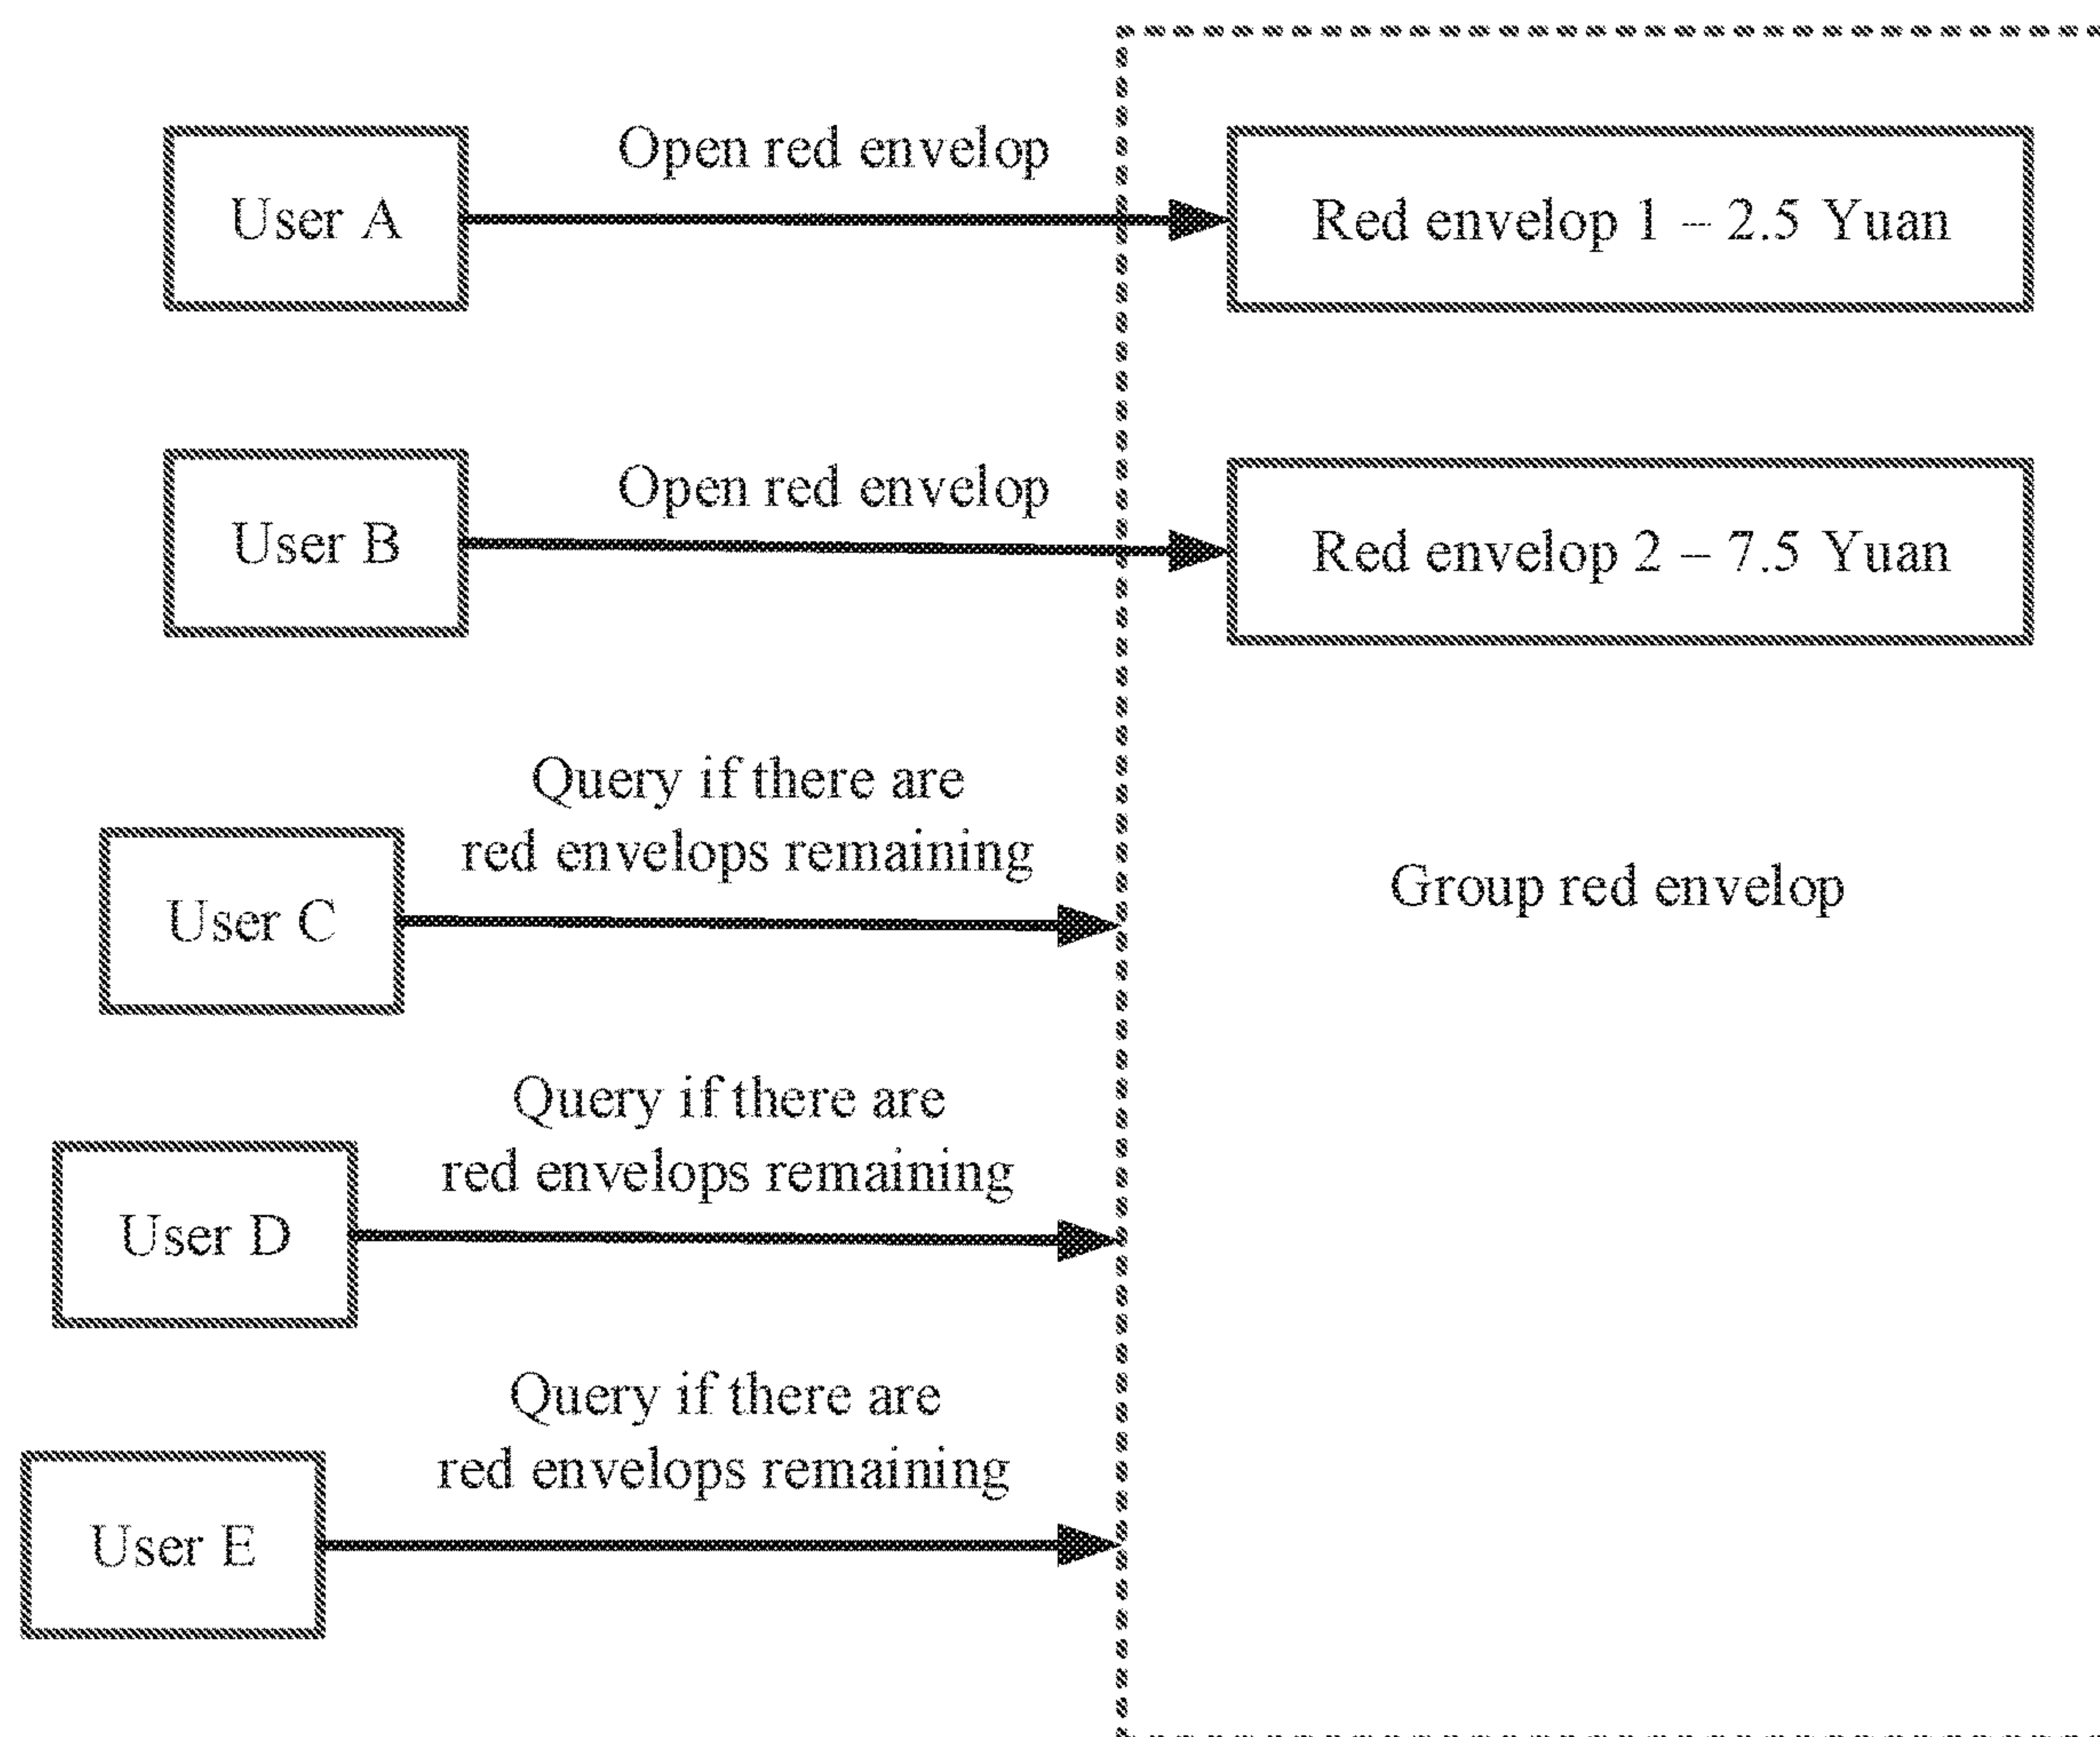 Open red envelop
User A
Red envelop 1 – 2.5 Yuan
Open red envelop
User B
Red envelop 2 – 7.5 Yuan
Query if there are
red envelops remaining
User C
Group red envelop
Query if there are
red envelops remaining
User D
Query if there are
red envelops remaining
User E